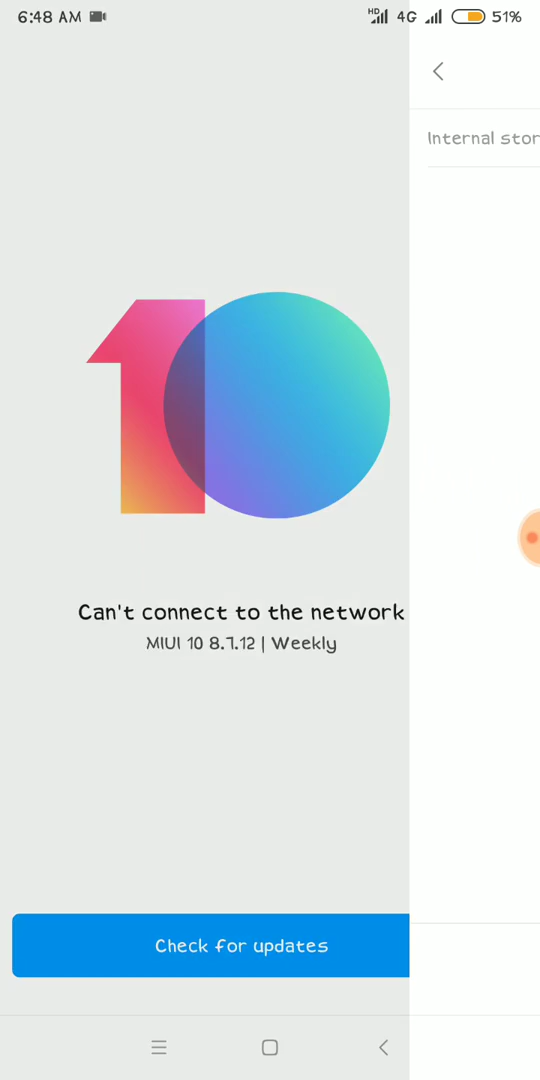 6:48 AM HD 4G 51%
Internal stor
10
Can't connect to the network
MIUI 10 8.7.12 | Weekly
Check for updates